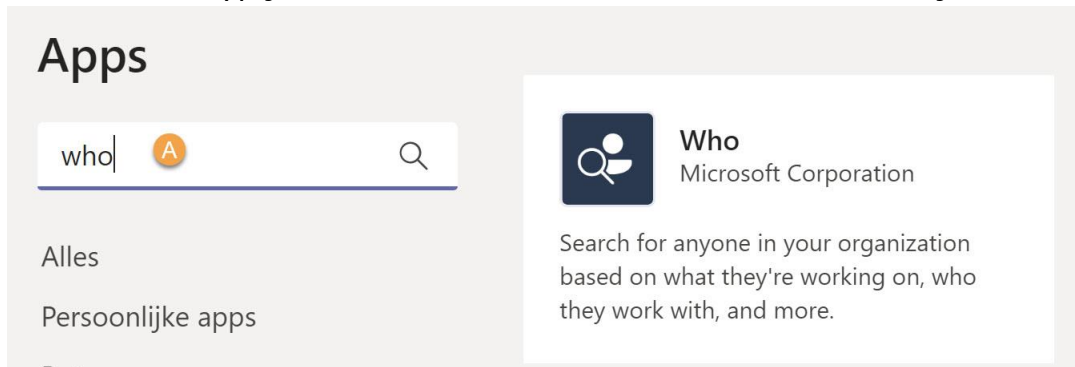 Apps
who
A
Alles
Persoonlijke apps
Who
Microsoft Corporation
Search for anyone in your organization
based on what they're working on, who
they work with, and more.